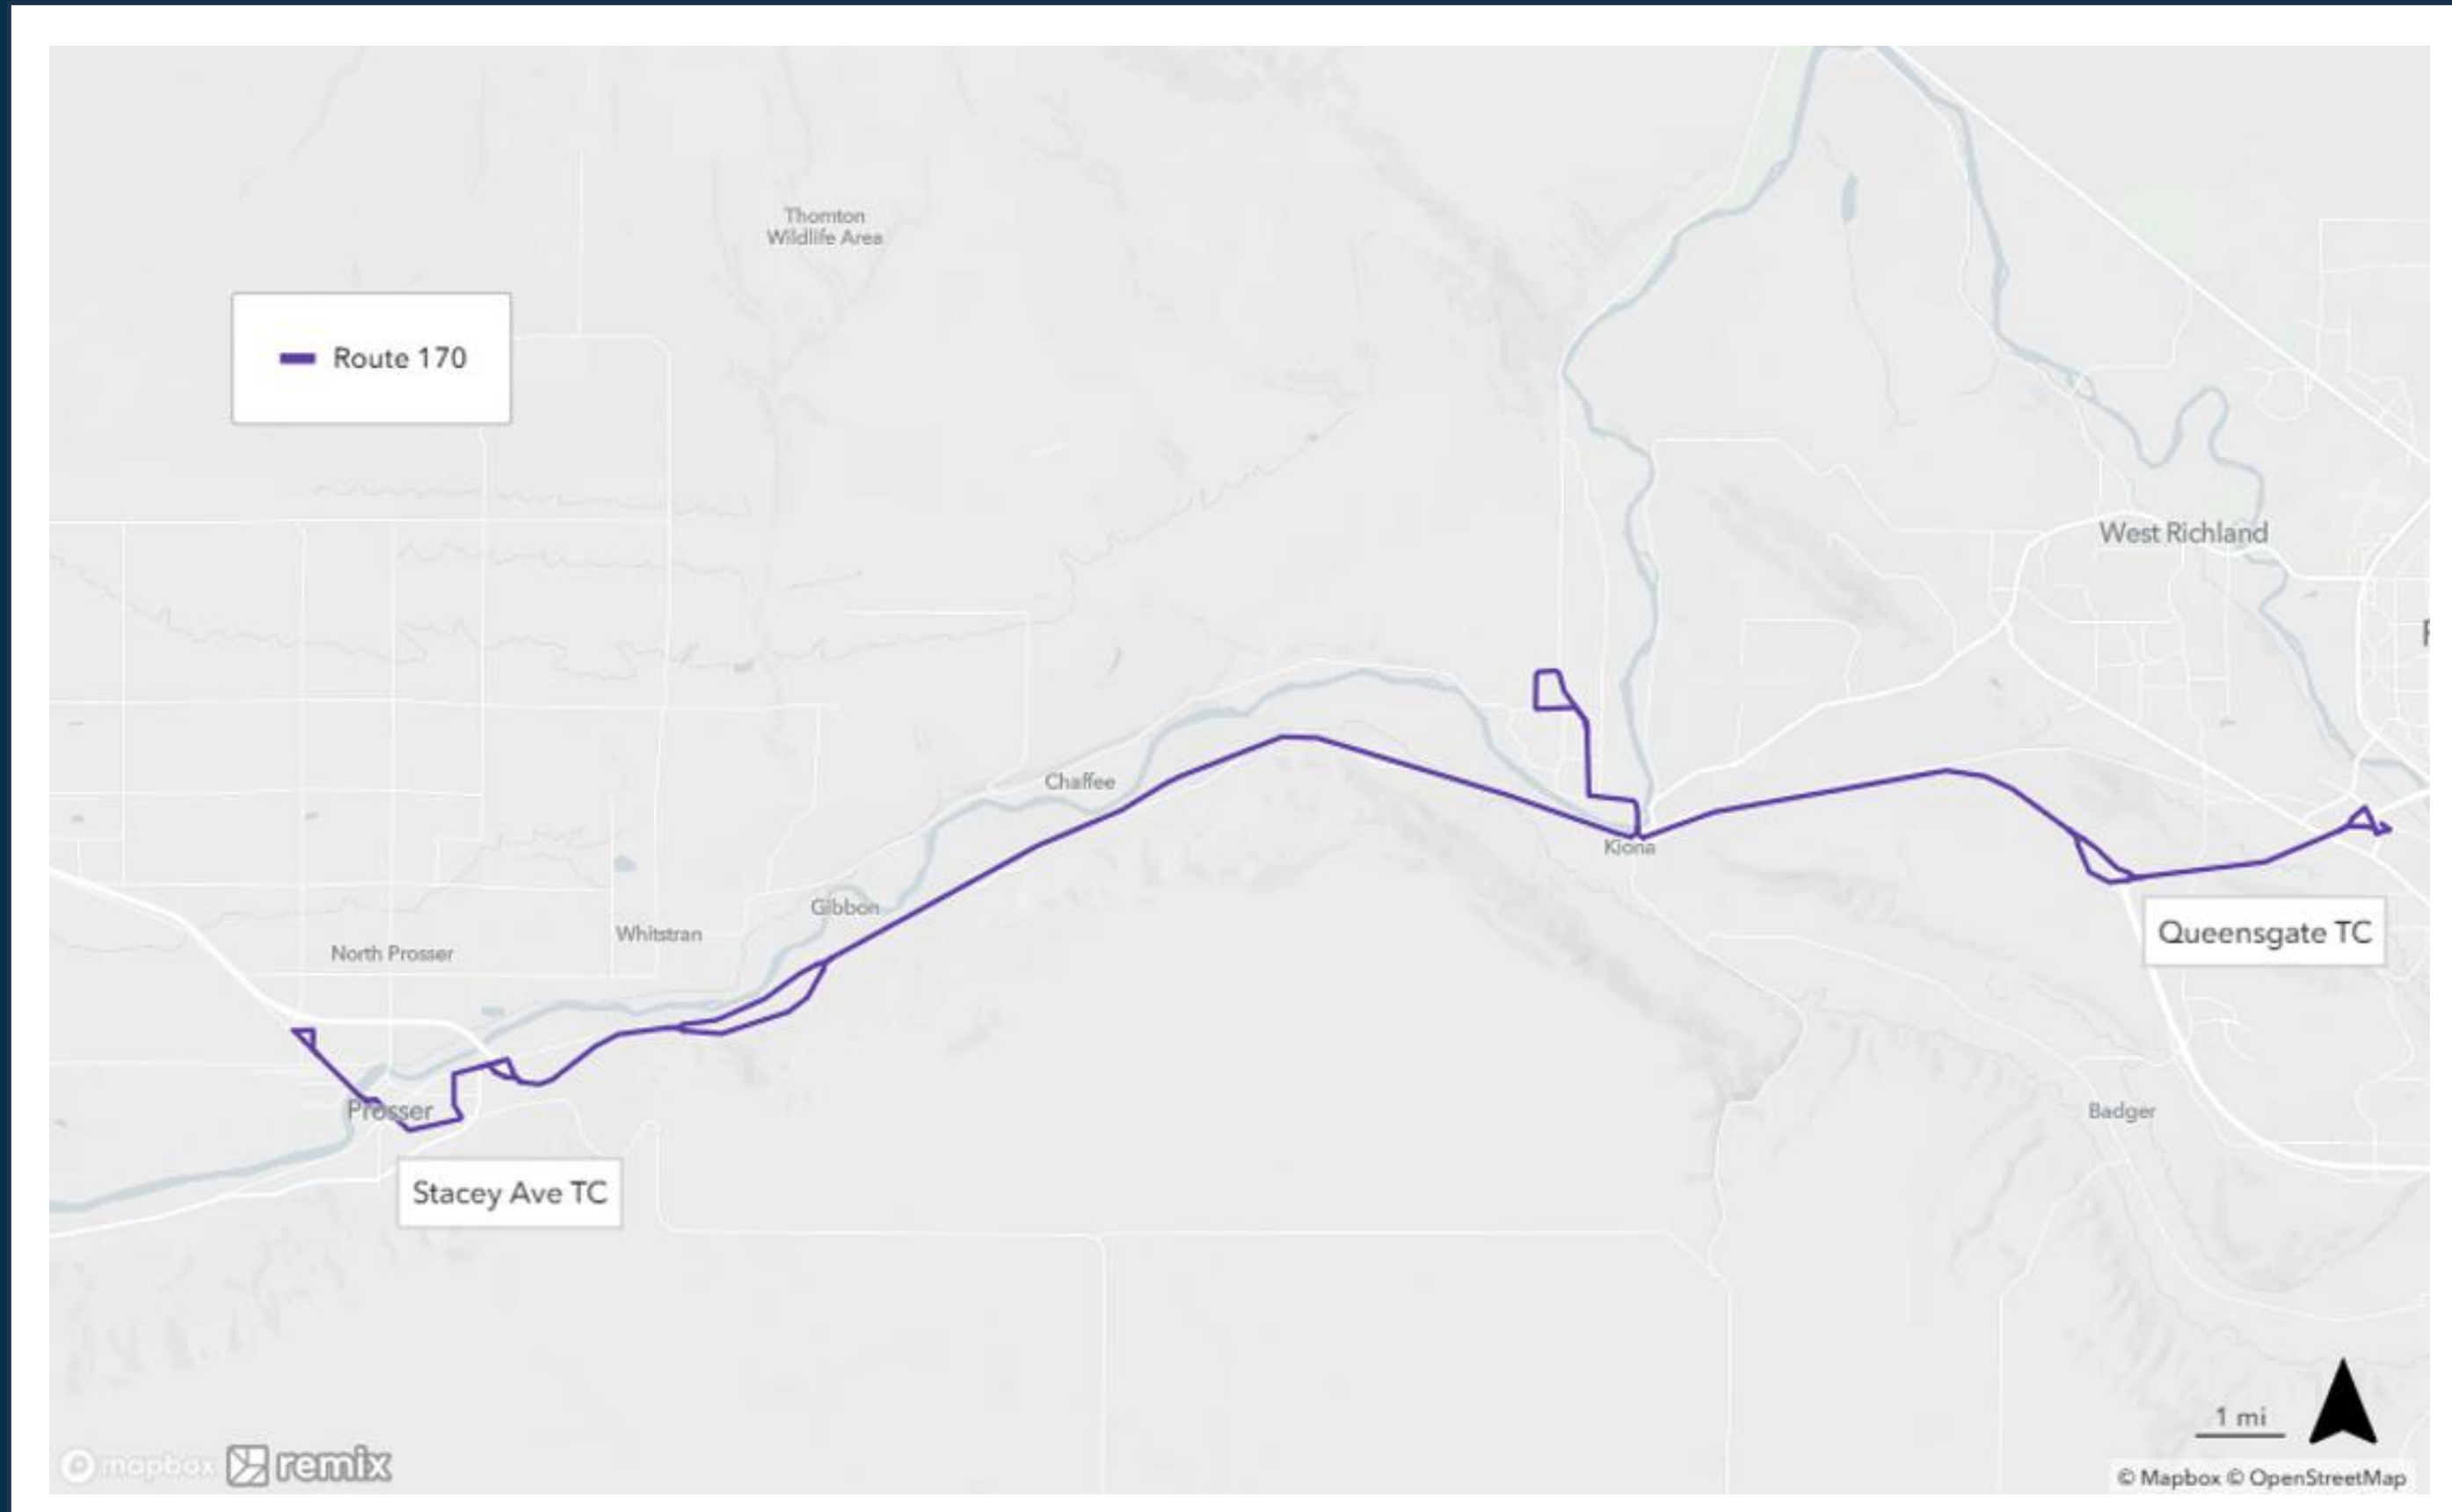 Thornton
Wildlife Area
Route 170
West Richland
Chaffee
Kiona
Gibbon
Whitstran
Queensgate TC
North Prosser
Prosser
Badger
Stacey Ave TC
1 mi
mapbox remix
© Mapbox © OpenStreetMap